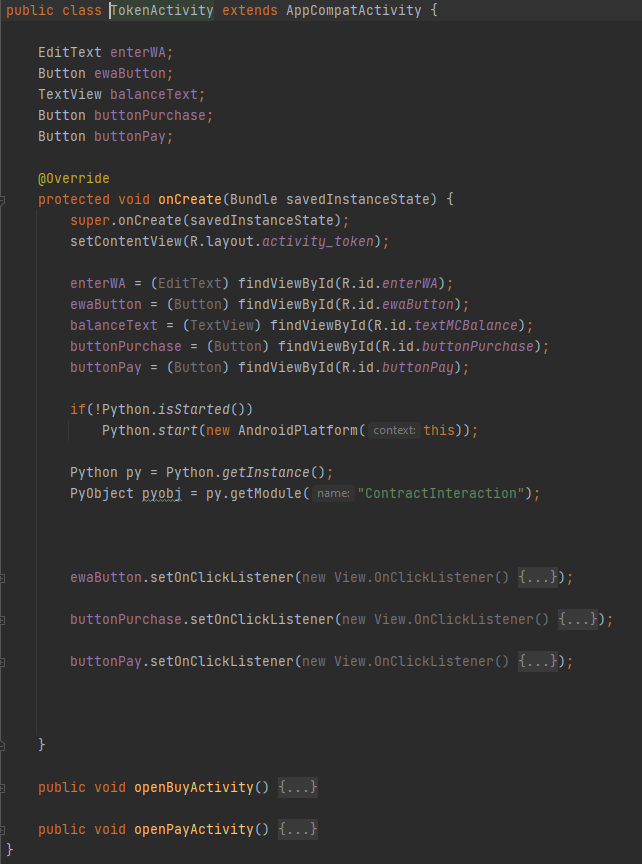 public class TokenActivity extends AppCompatActivity {
EditText enterWA;
Button ewaButton;
TextView balanceText;
Button buttonPurchase;
Button buttonPay;
@Override
protected void onCreate(Bundle savedInstanceState) {
super.onCreate(savedInstanceState);
setContentView(R.layout.activity_token);
enterWA = (EditText) findViewById(R.id.enterWA);
ewaButton = (Button) findViewById(R.id.ewaButton);
balanceText = (TextView) findViewById(R.id.textMCBalance);
buttonPurchase = (Button) findViewById(R.id.buttonPurchase);
buttonPay = (Button) findViewById(R.id.buttonPay);
if(!Python.isStarted())
Python.start(new AndroidPlatform( context: this));
Python py = Python.getInstance();
PyObject pyobj = py.getModule( name: "ContractInteraction");
ewaButton.setOnClickListener(new View.OnClickListener() {...});
buttonPurchase.setOnClickListener(new View.OnClickListener() {...});
buttonPay.setOnClickListener(new View.OnClickListener() {...});
}
public void openBuyActivity() {...}
public void openPayActivity() {...}
}